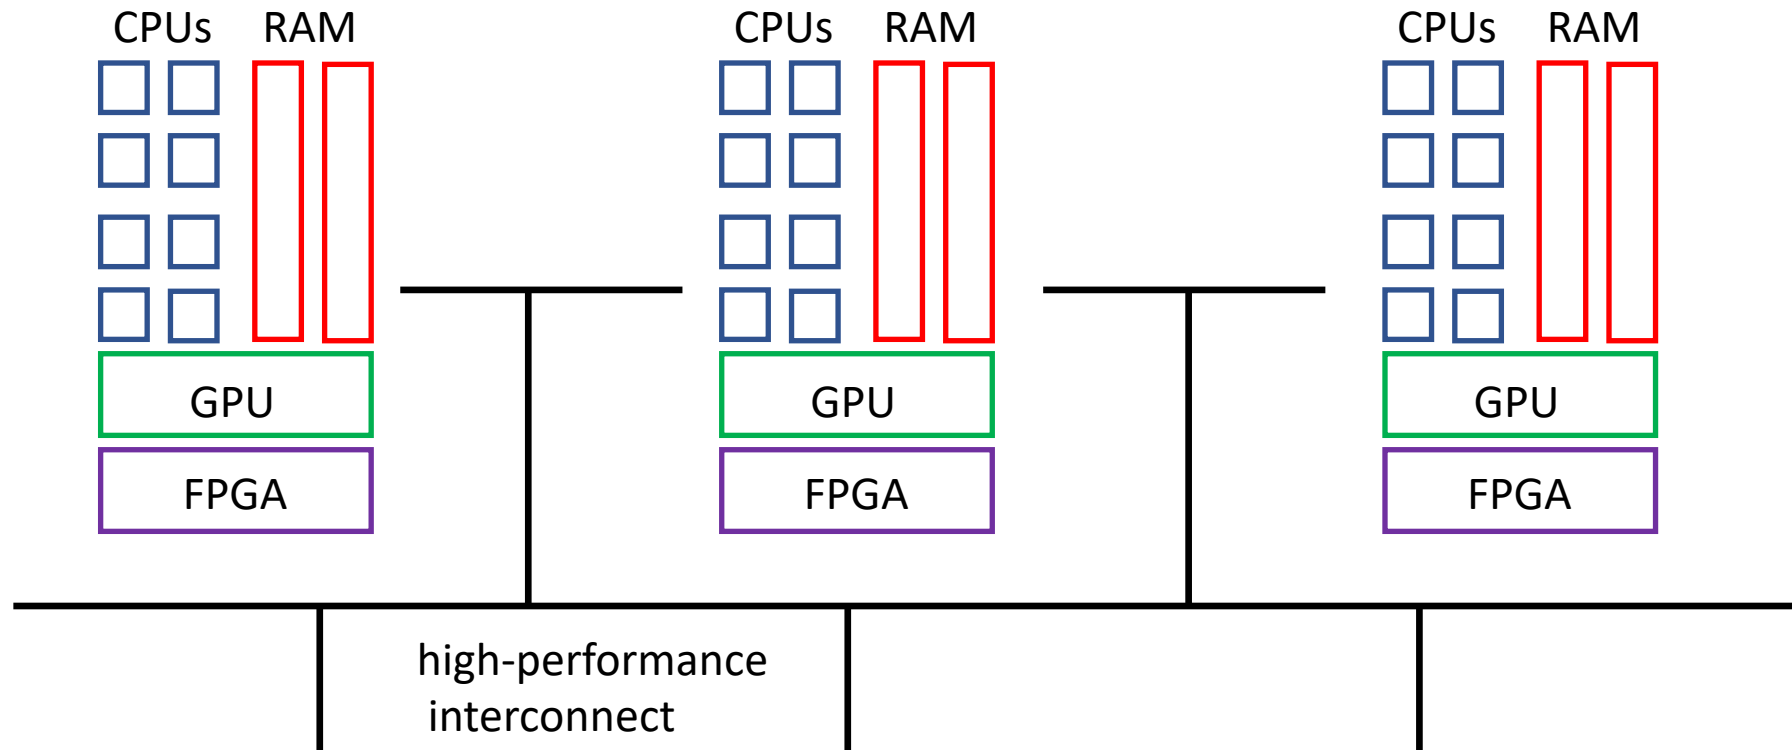 CPUs RAM
CPUs RAM
CPUs RAM
GPU
GPU
GPU
FPGA
FPGA
FPGA
high-performance
interconnect